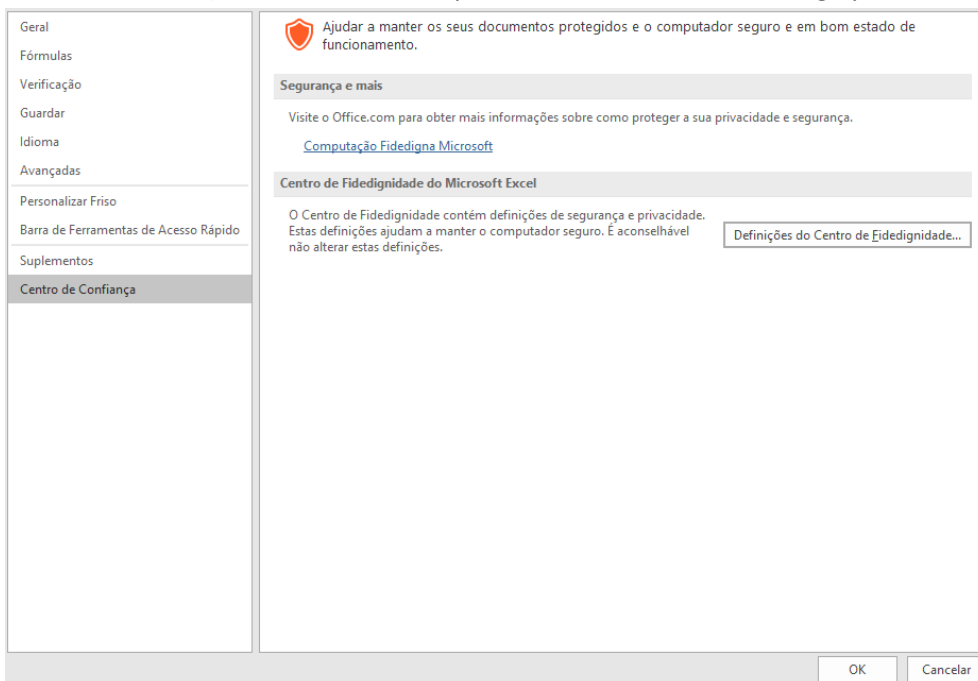 Geral
Fórmulas
Verificação
Guardar
Idioma
Avançadas
Personalizar Friso
Barra de Ferramentas de Acesso Rápido
Suplementos
Centro de Confiança
Ajudar a manter os seus documentos protegidos e o computador seguro e em bom estado de
funcionamento.
Segurança e mais
Visite o Office.com para obter mais informações sobre como proteger a sua privacidade e segurança.
Computação Fidedigna Microsoft
Centro de Fidedignidade do Microsoft Excel
O Centro de Fidedignidade contém definições de segurança e privacidade.
Estas definições ajudam a manter o computador seguro. É aconselhável
não alterar estas definições.
Definições do Centro de Fidedignidade...
OK
Cancelar